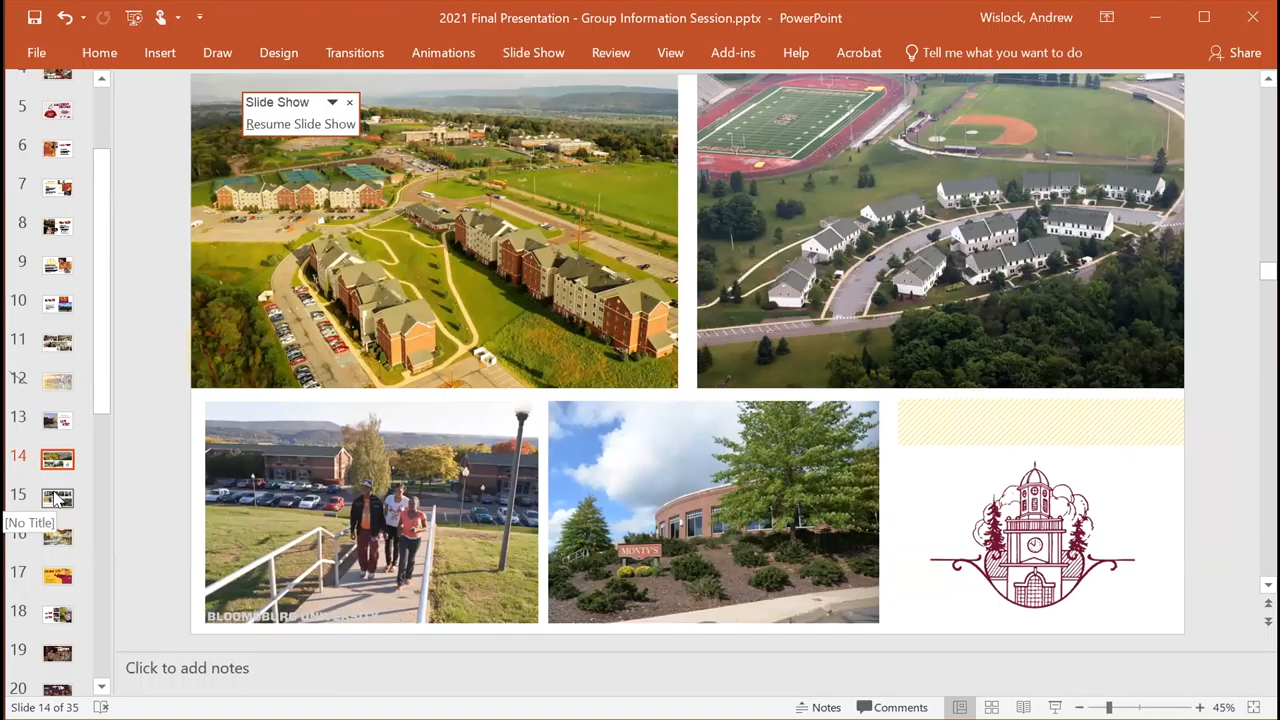 2021 Final Presentation - Group Information Session.pptx - PowerPoint
Wislock, Andrew
File Home Insert Draw Design Transitions Animations Slide Show Review View Add-ins Help Acrobat Tell me what you want to do Share
Slide Show
Resume Slide Show
5
6
7
8
9
10
11
12
13
14
15
[No Title]
17
18
19
20
MONTY'S
BLOOMSBURG UNIVERSITY
Click to add notes
Slide 14 of 35
Notes
Comments
45%